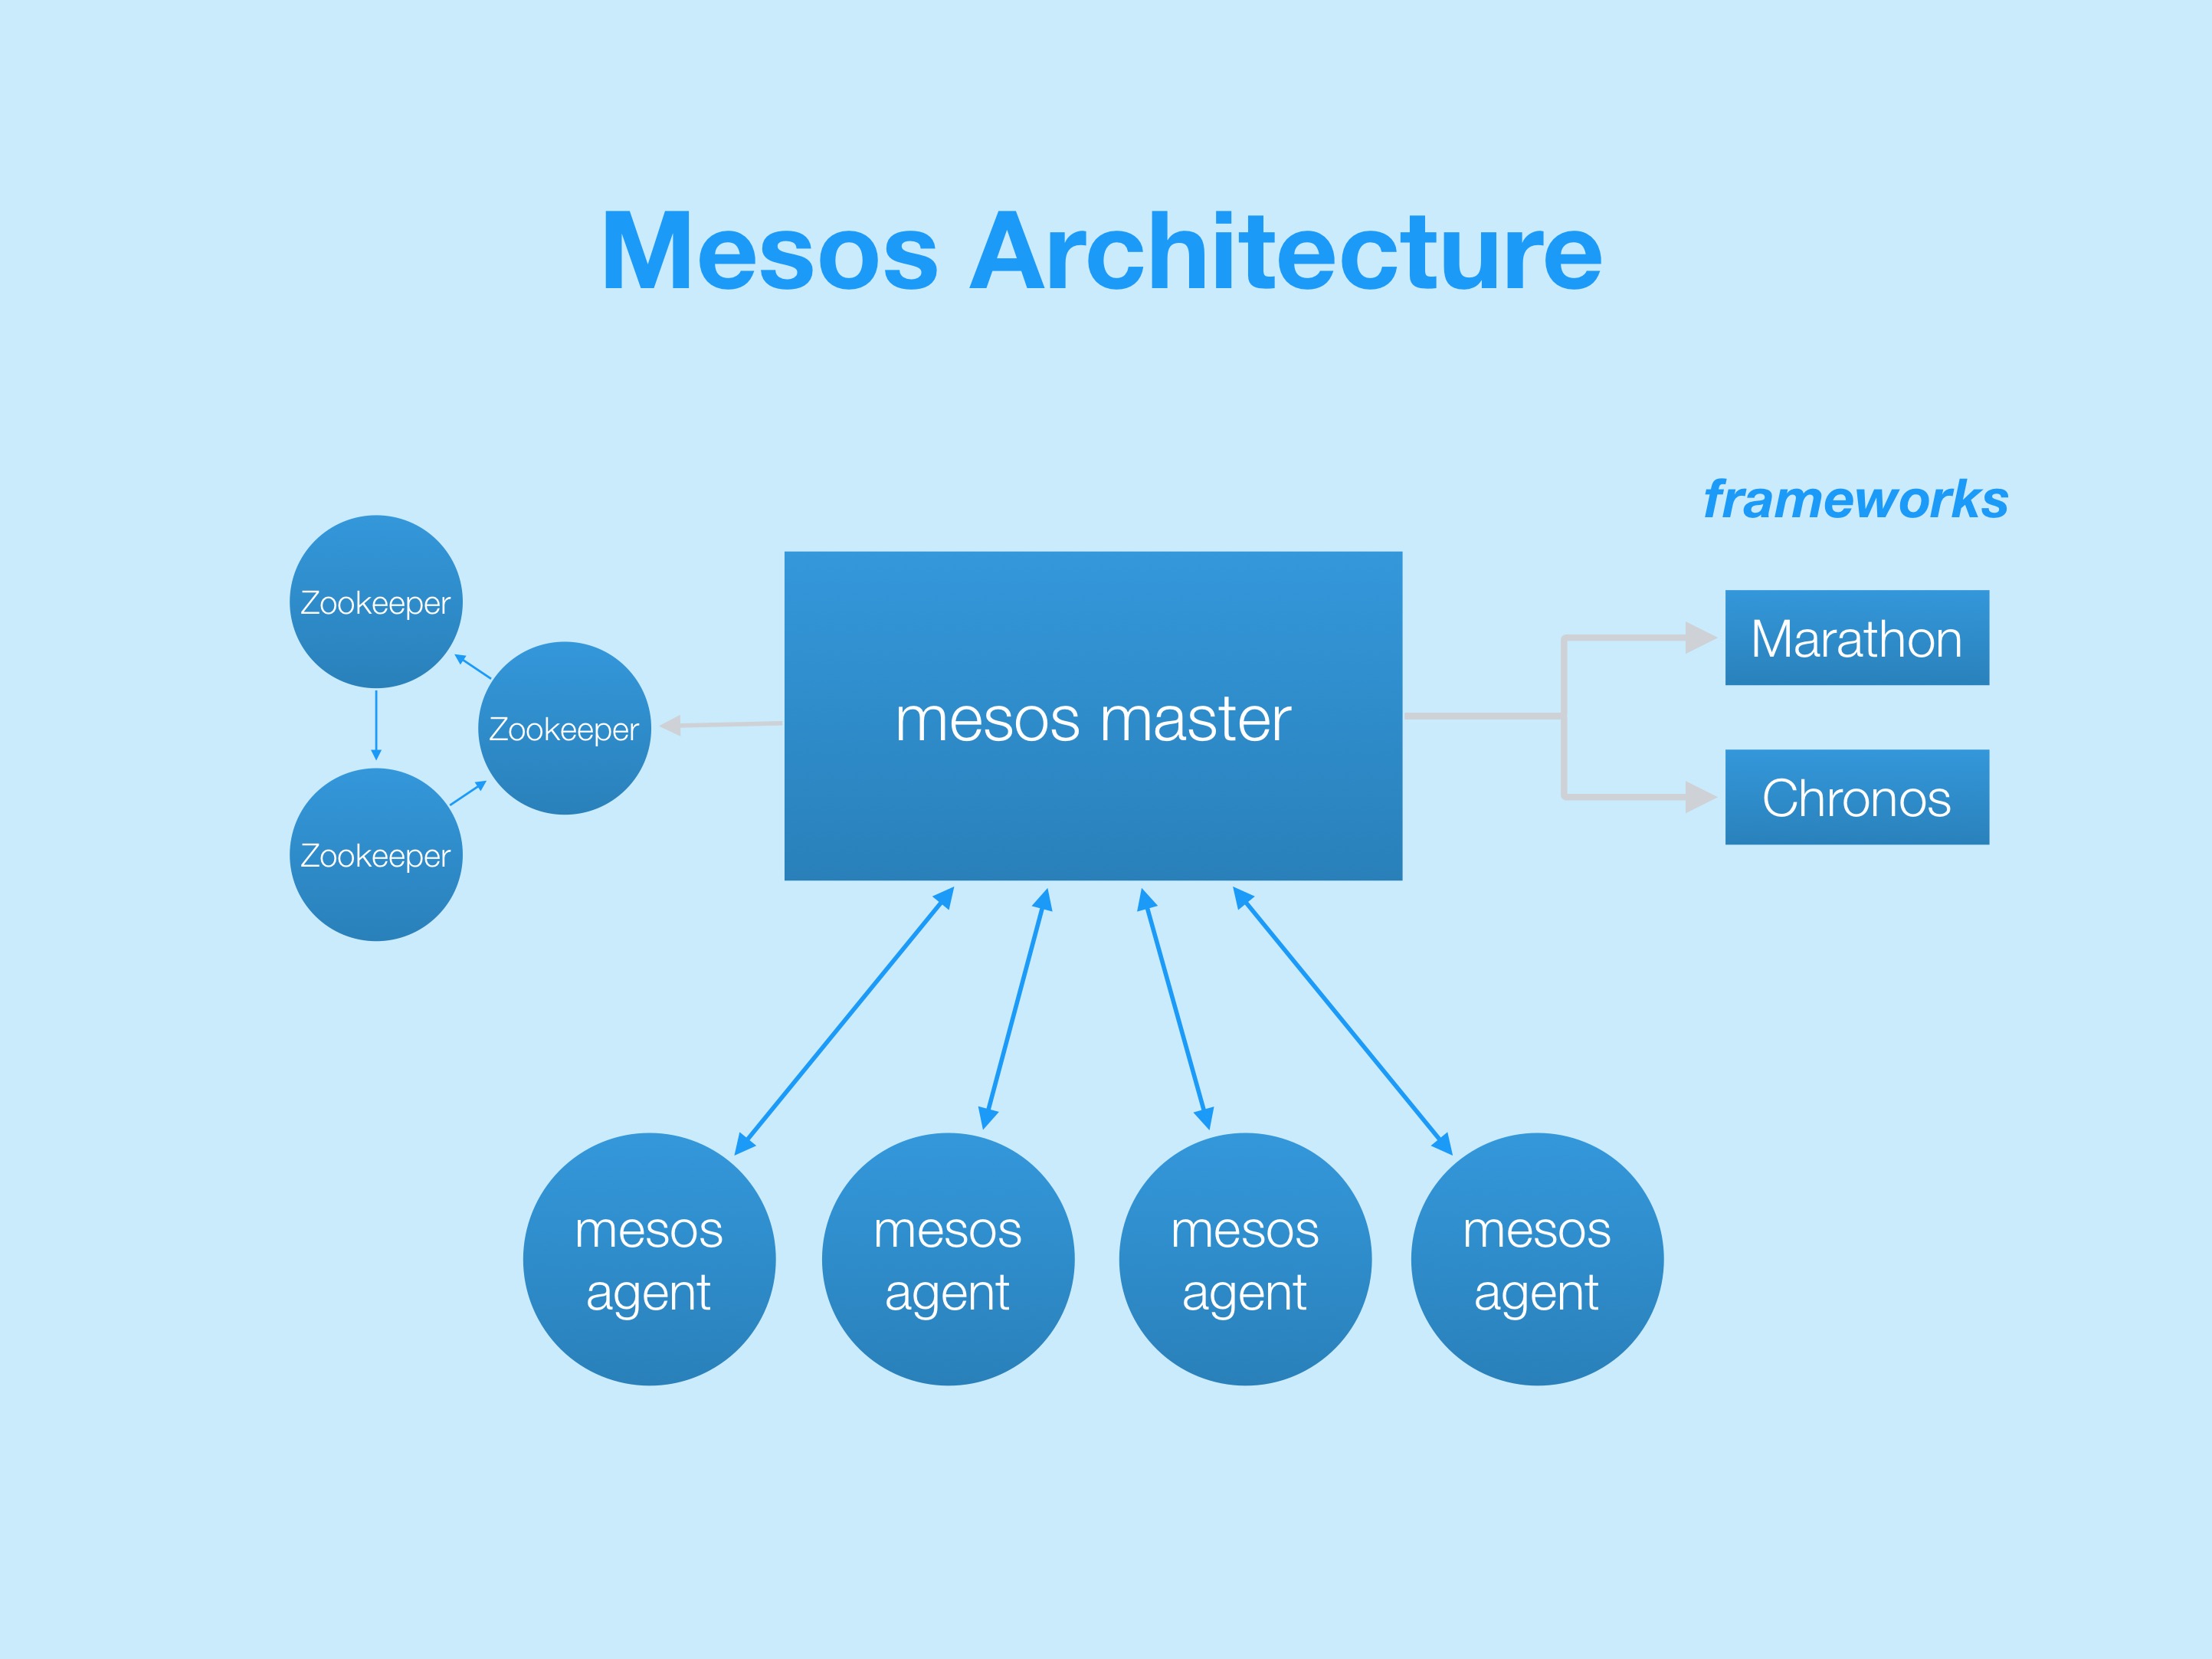 Mesos Architecture
frameworks
Zookeeper
Zookeeper
Zookeeper
mesos master
Marathon
Chronos
mesos
agent
mesos
agent
mesos
agent
mesos
agent